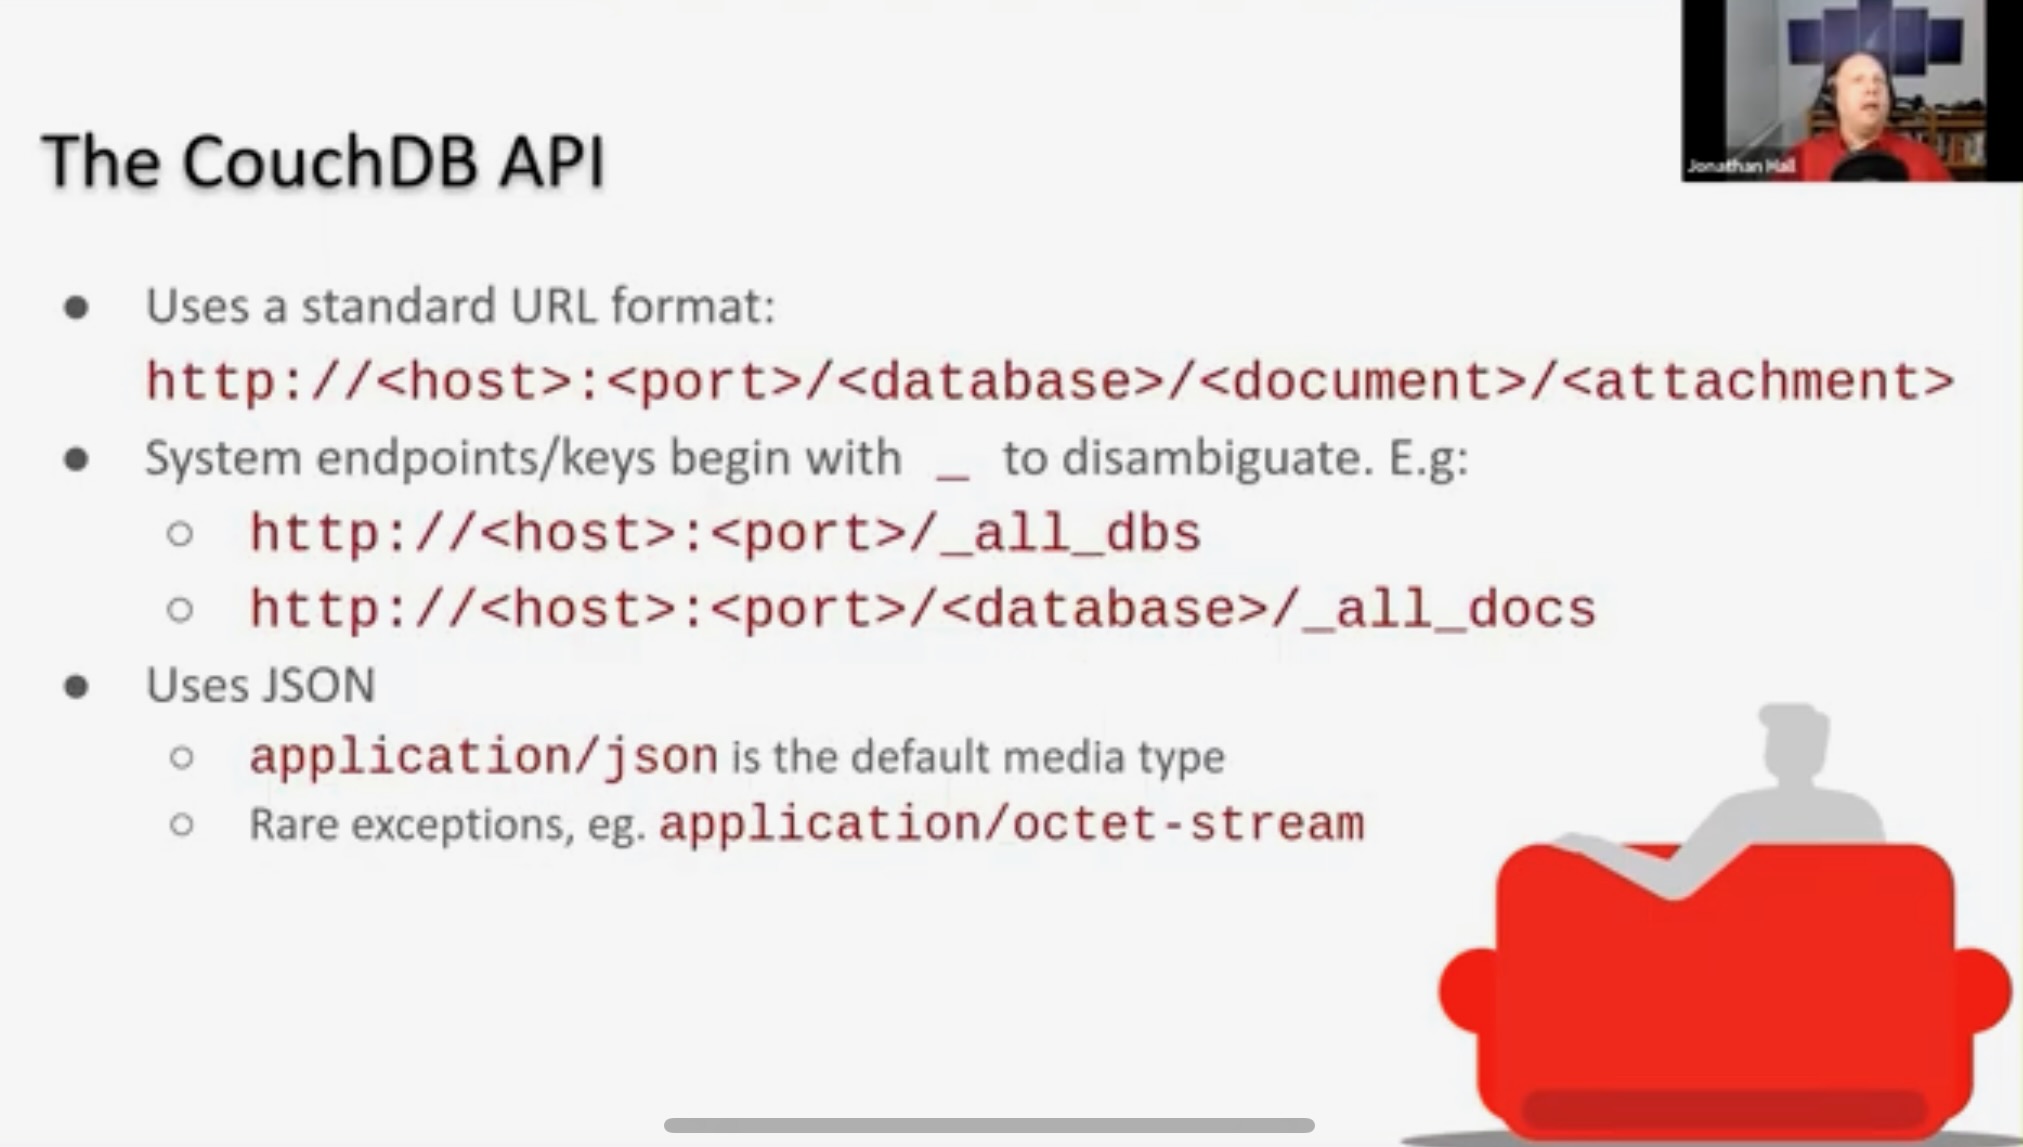 Jonathan Hall
The CouchDB API
● Uses a standard URL format:
http://<host>:<port>/<database>/<document>/<attachment>
● System endpoints/keys begin with _ to disambiguate. E.g:
○ http://<host>:<port>/_all_dbs
○ http://<host>:<port>/<database>/_all_docs
● Uses JSON
○ application/json is the default media type
○ Rare exceptions, eg. application/octet-stream